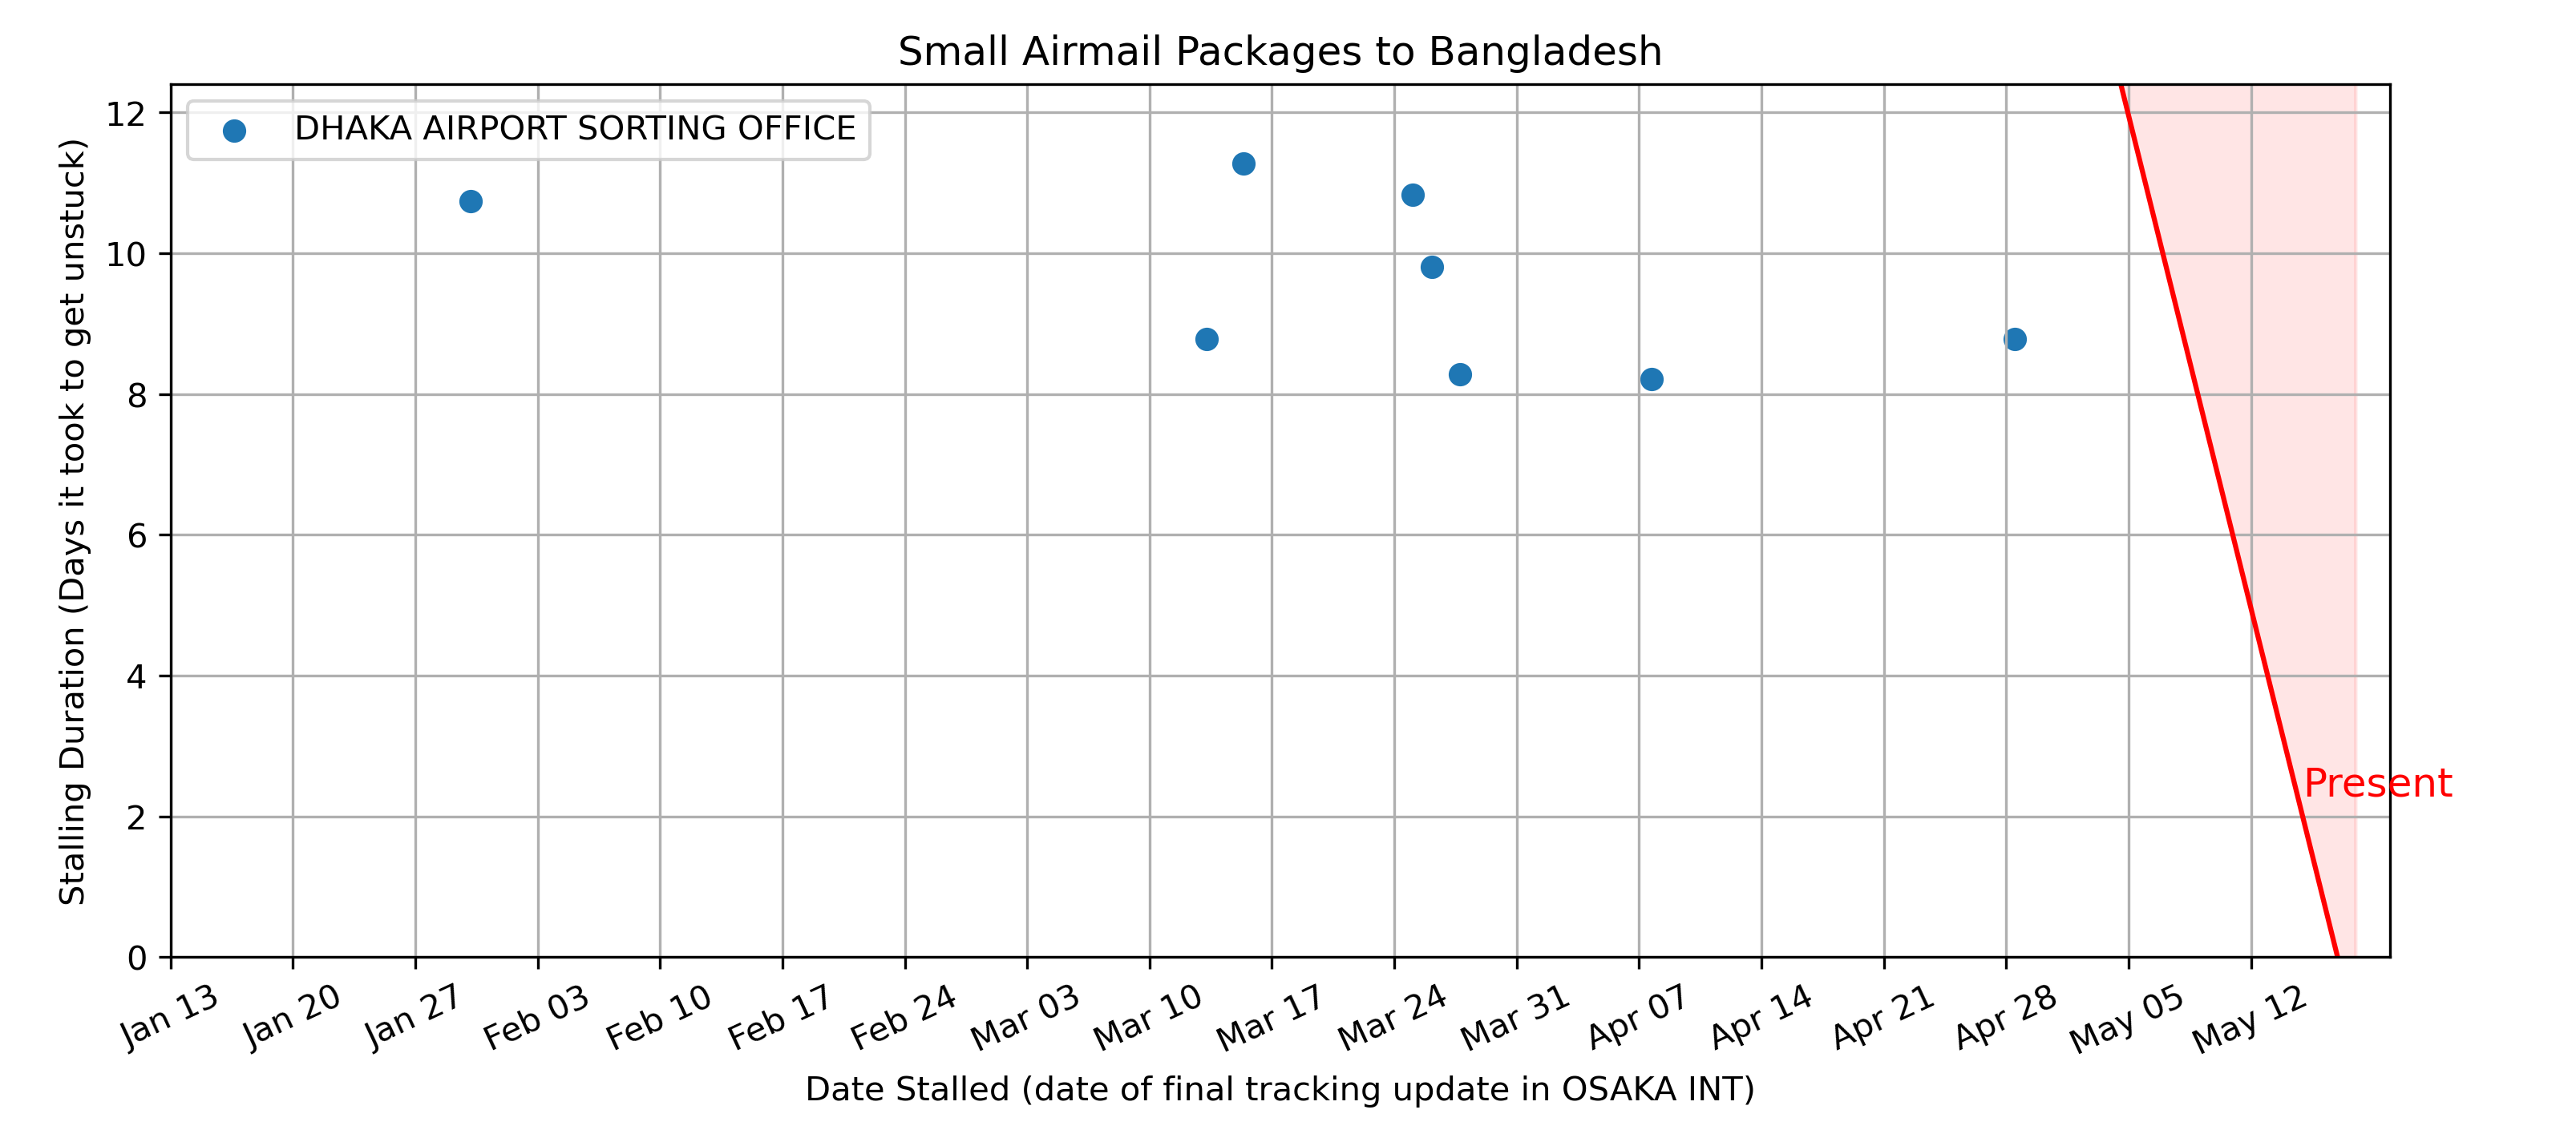 Small Airmail Packages to Bangladesh
DHAKA AIRPORT SORTING OFFICE
Stalling Duration (Days it took to get unstuck)
12
10
8
6
4
2
0
Present
Jan 13
Jan 20
Jan 27
Feb 03
Feb 10
Feb 17
Feb 24
Mar 03
Mar 10
Mar 17
Mar 24
Mar 31
Apr 07
Apr 14
Apr 21
Apr 28
May 05
May 12
Date Stalled (date of final tracking update in OSAKA INT)